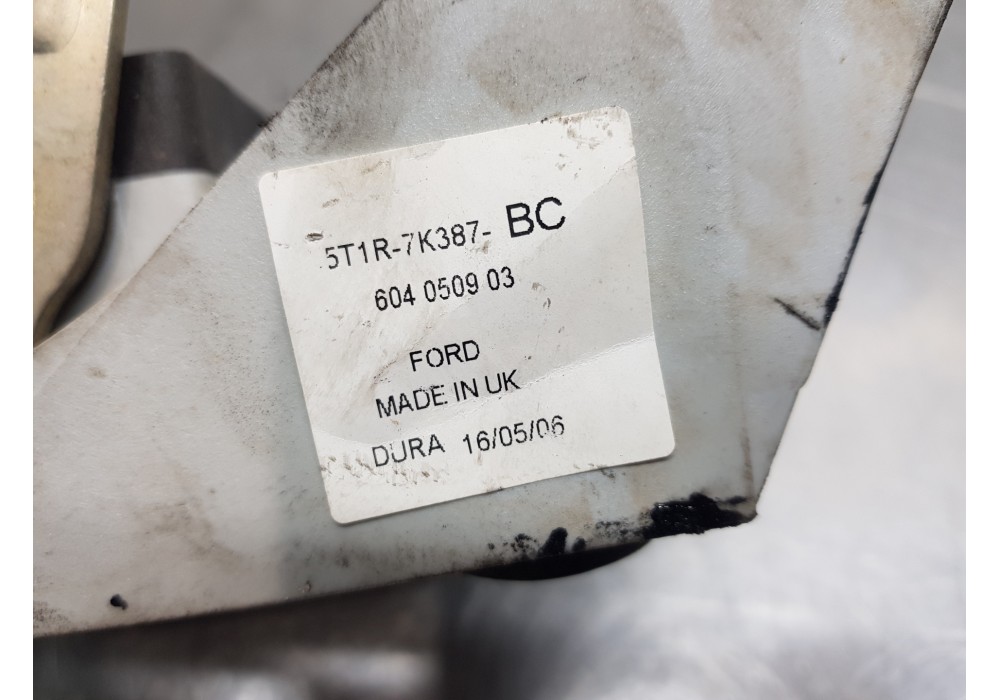 5T1R-7K387- BC
604 0509 03
FORD
MADE IN UK
DURA 16/05/06